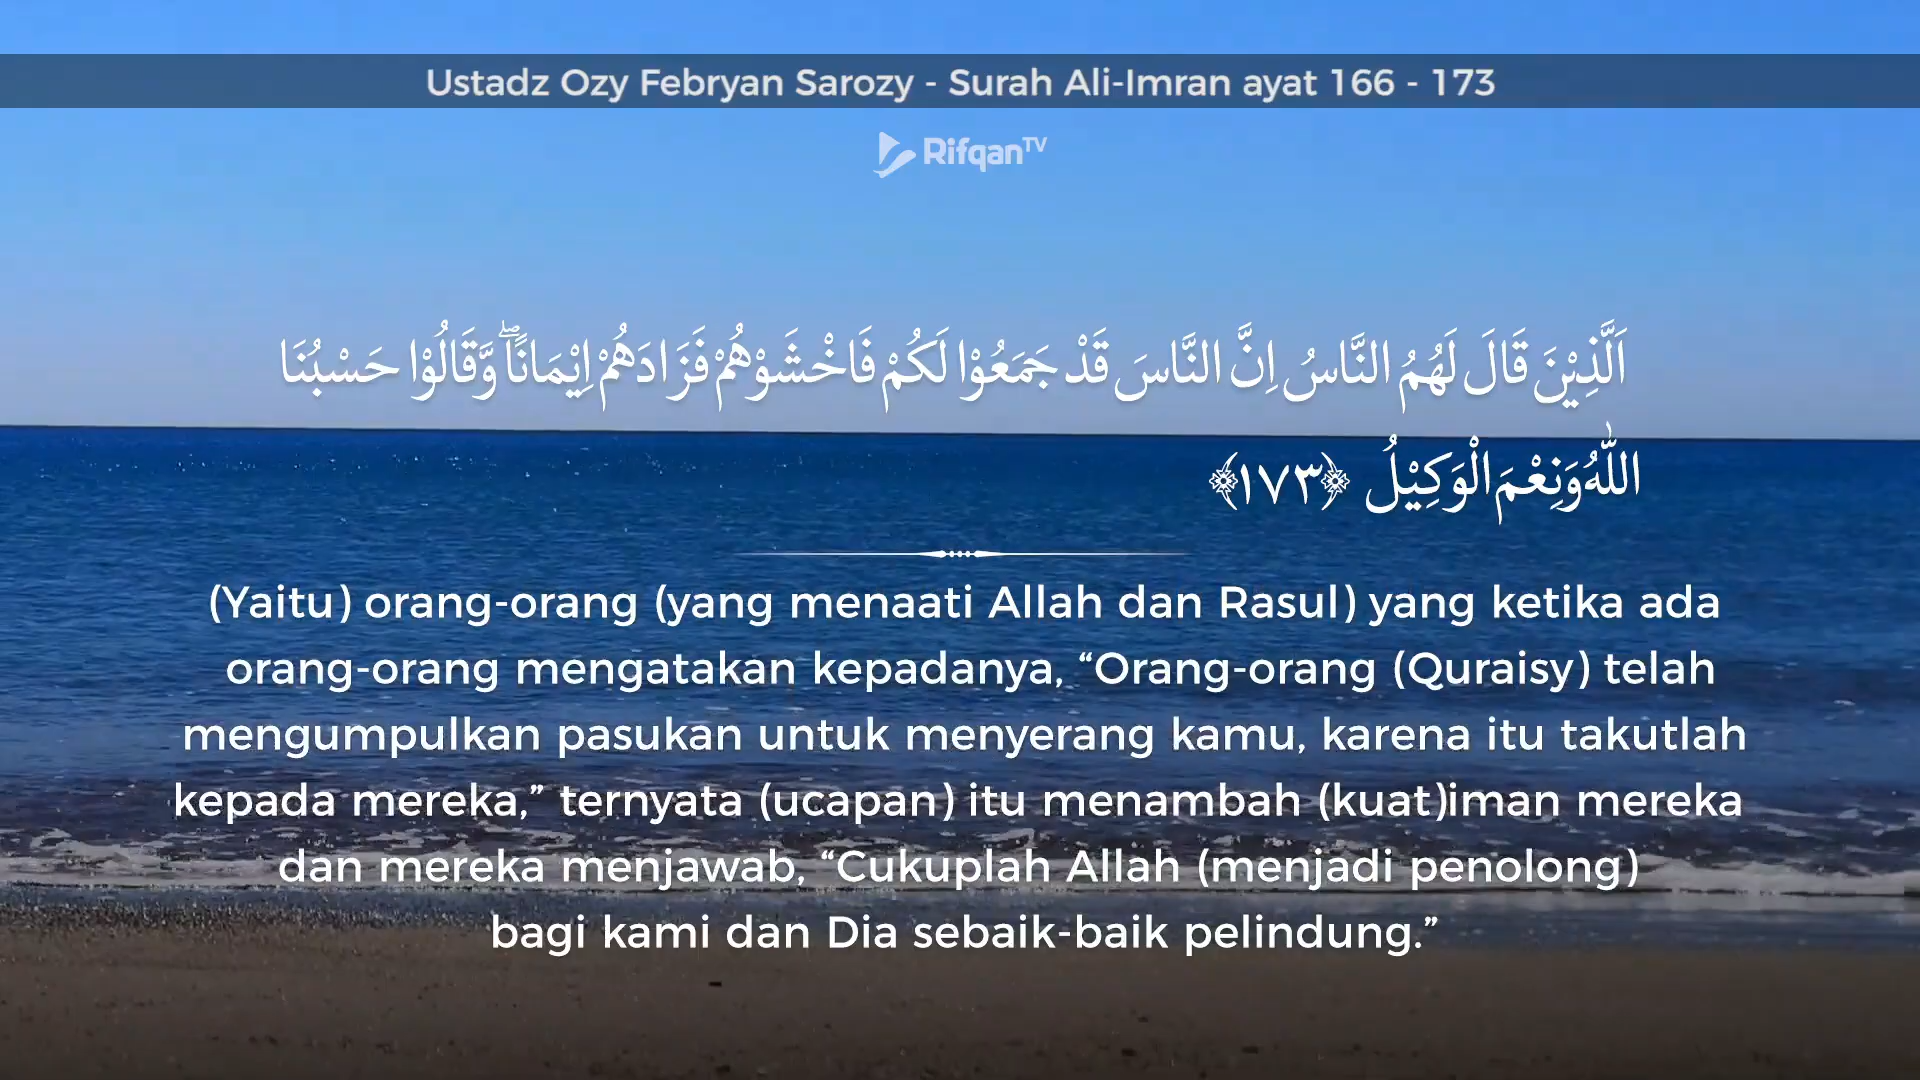 Ustadz Ozy Febryan Sarozy - Surah Ali-Imran ayat 166 - 173
RifqanTV
اَلَّذِيْنَ قَالَ لَهُمُ النَّاسُ اِنَّ النَّاسَ قَدْ جَمَعُوْا لَكُمْ فَاخْشَوْهُمْ فَزَادَهُمْ اِيْمَانًاۖ وَّقَالُوْا حَسْبُنَا
اللّٰهُ وَنِعْمَ الْوَكِيْلُ ﴿١٧٣﴾
(Yaitu) orang-orang (yang menaati Allah dan Rasul) yang ketika ada
orang-orang mengatakan kepadanya, “Orang-orang (Quraisy) telah
mengumpulkan pasukan untuk menyerang kamu, karena itu takutlah
kepada mereka,” ternyata (ucapan) itu menambah (kuat)iman mereka
dan mereka menjawab, “Cukuplah Allah (menjadi penolong)
bagi kami dan Dia sebaik-baik pelindung.”